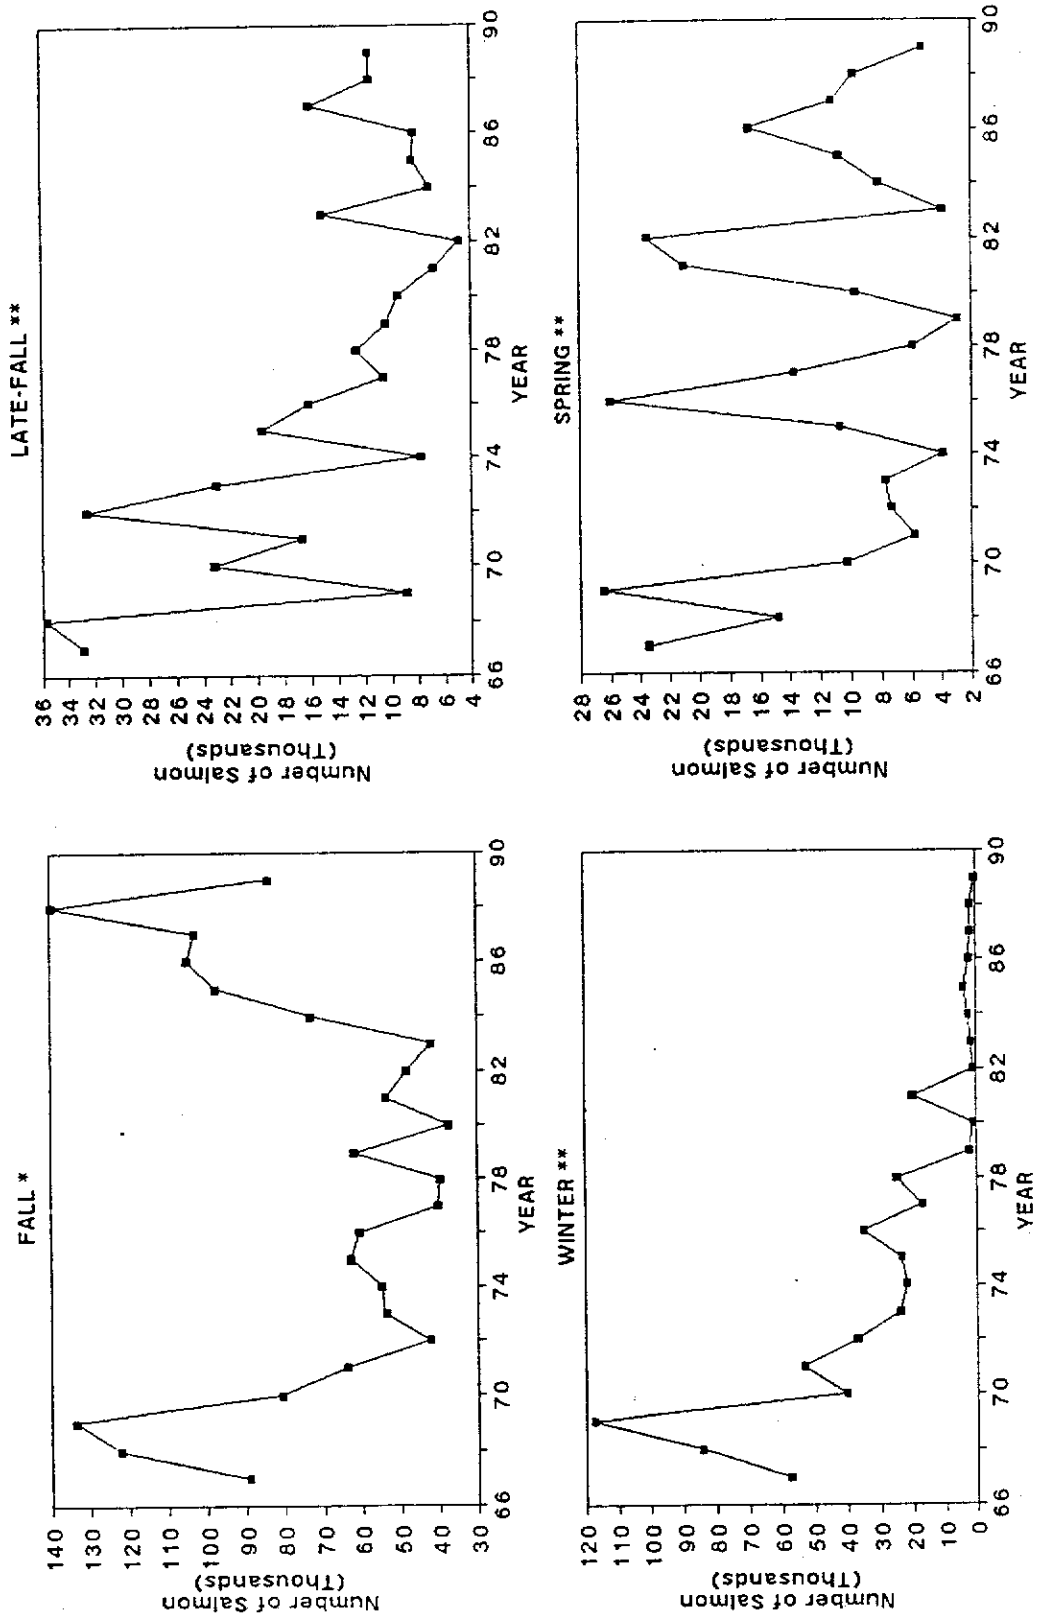 FALL *
Number of Salmon
(Thousands)
140
130
120
110
100
90
80
70
60
50
40
30
66 70 74 78 82 86 90
YEAR
LATE-FALL **
Number of Salmon
(Thousands)
36
34
32
30
28
26
24
22
20
18
16
14
12
10
8
6
4
66 70 74 78 82 86 90
YEAR
WINTER **
Number of Salmon
(Thousands)
120
110
100
90
80
70
60
50
40
30
20
10
0
66 70 74 78 82 86 90
YEAR
SPRING **
Number of Salmon
(Thousands)
28
26
24
22
20
18
16
14
12
10
8
6
4
2
66 70 74 78 82 86 90
YEAR